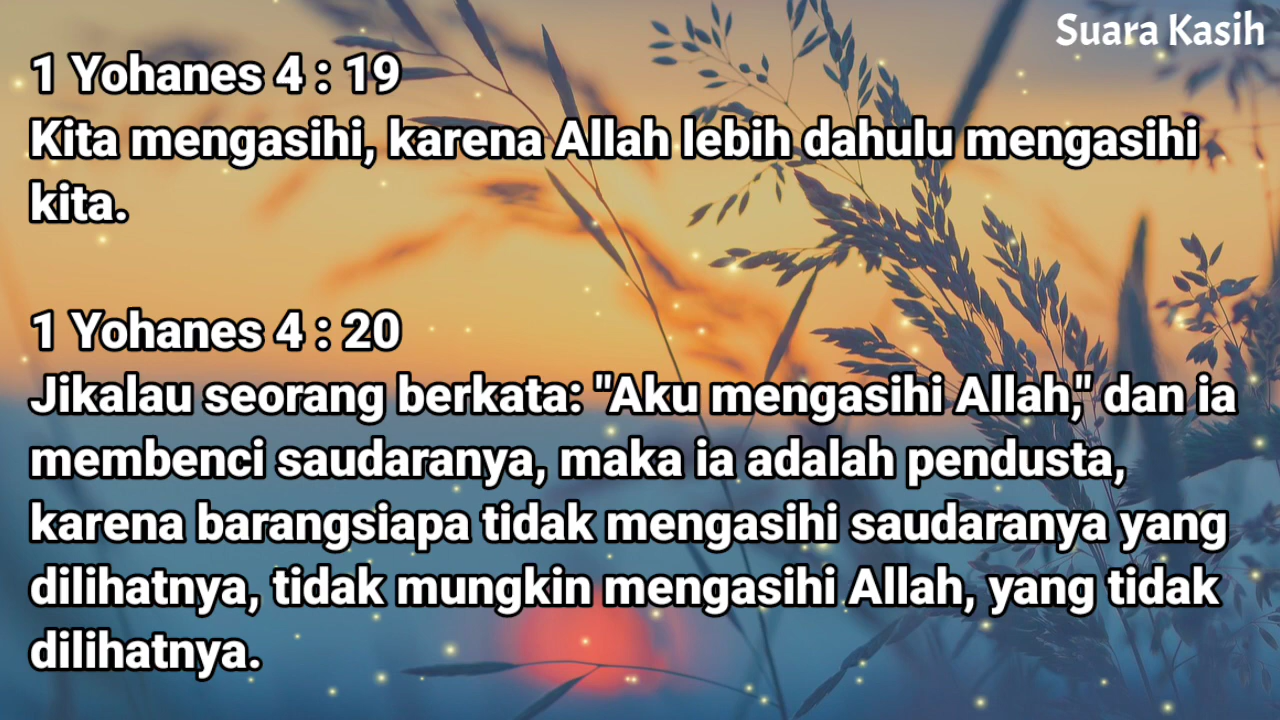 Suara Kasih
1 Yohanes 4 : 19
Kita mengasihi, karena Allah lebih dahulu mengasihi
kita.
1 Yohanes 4 : 20
Jikalau seorang berkata: "Aku mengasihi Allah," dan ia
membenci saudaranya, maka ia adalah pendusta,
karena barangsiapa tidak mengasihi saudaranya yang
dilihatnya, tidak mungkin mengasihi Allah, yang tidak
dilihatnya.